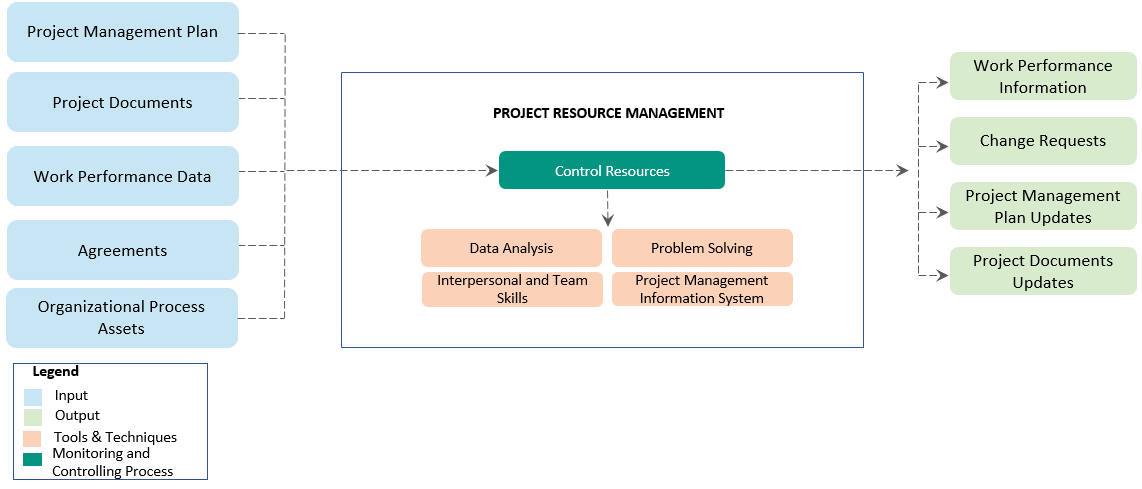 Project Management Plan
Project Documents
Work Performance Data
Agreements
Organizational Process
Assets
PROJECT RESOURCE MANAGEMENT
Control Resources
Data Analysis
Problem Solving
Interpersonal and Team
Skills
Project Management
Information System
Work Performance
Information
Change Requests
Project Management
Plan Updates
Project Documents
Updates
Legend
Input
Output
Tools & Techniques
Monitoring and
Controlling Process